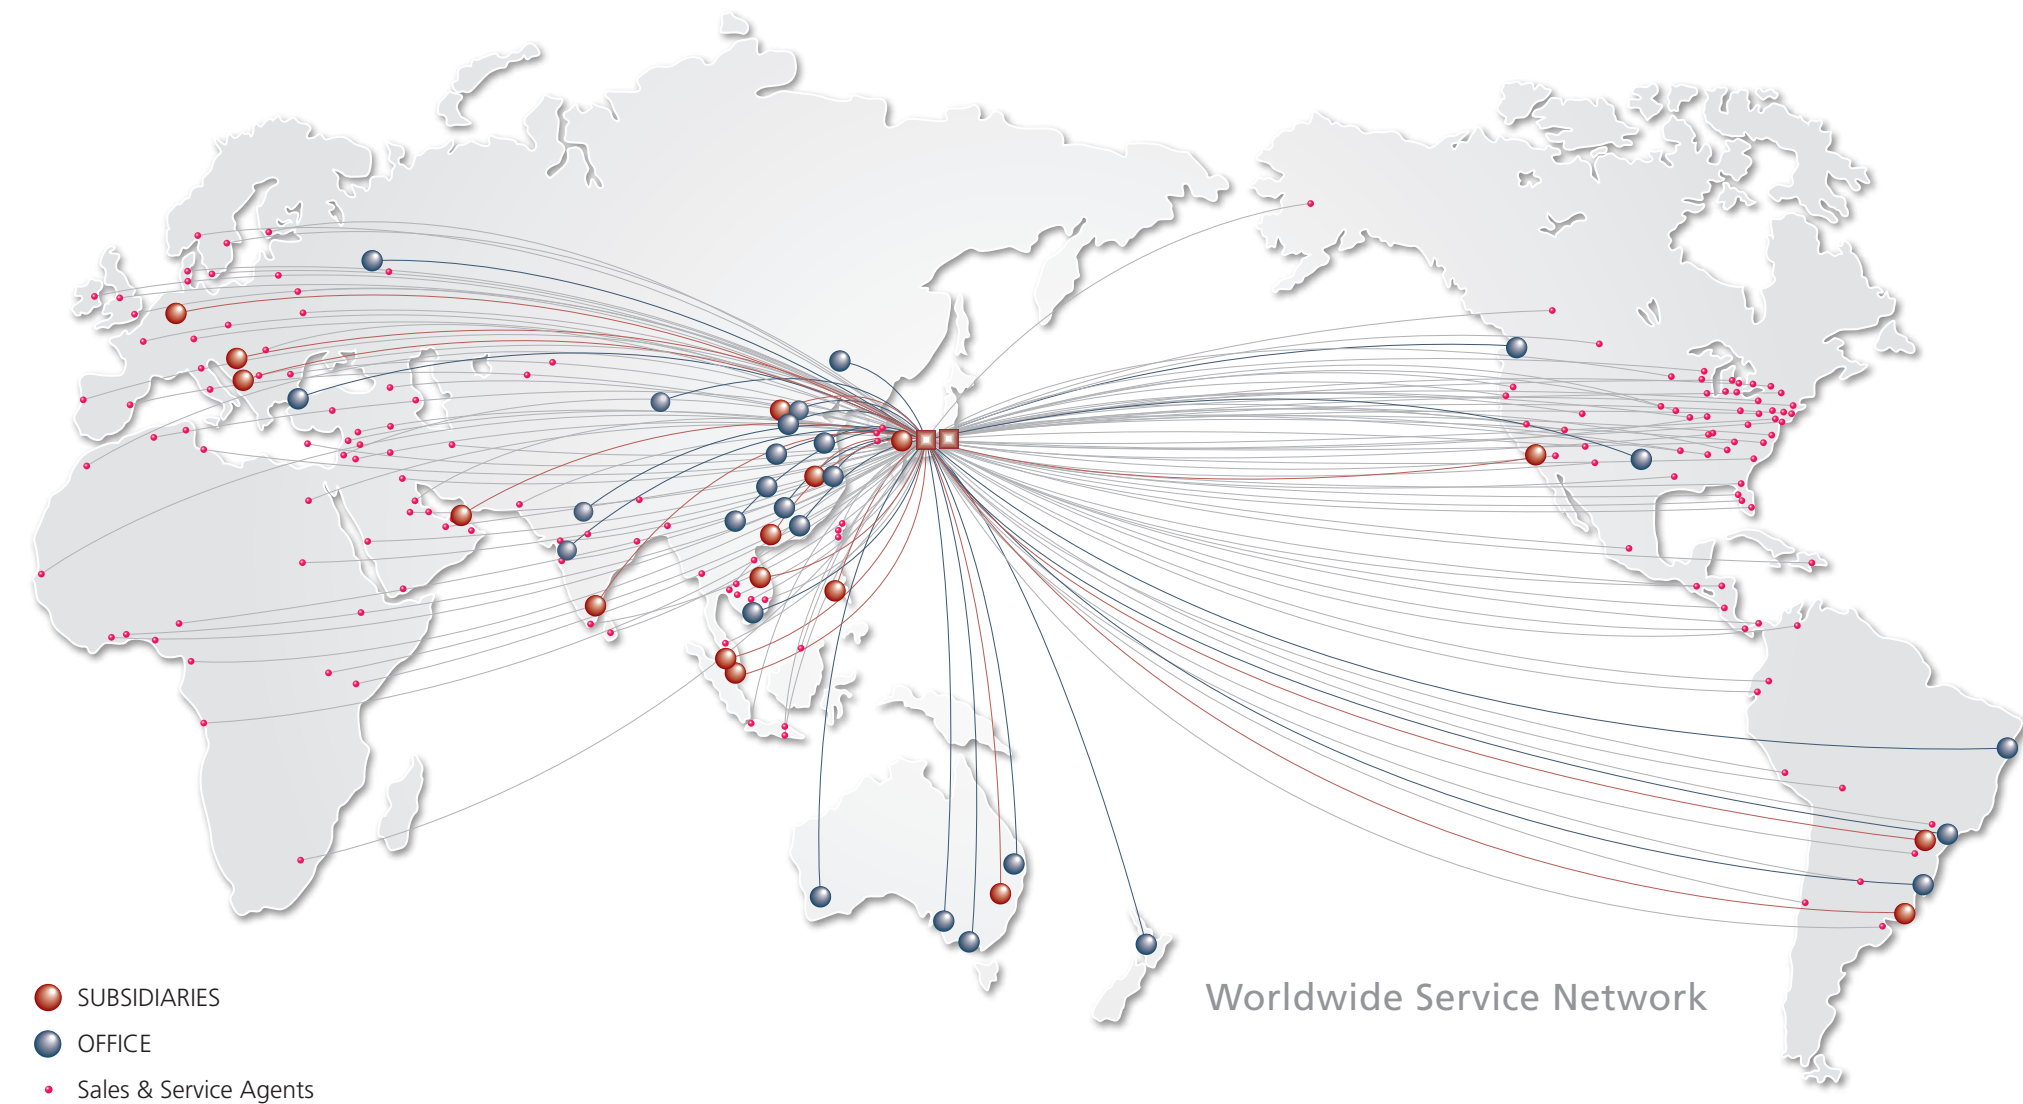 Worldwide Service Network
SUBSIDIARIES
OFFICE
Sales & Service Agents